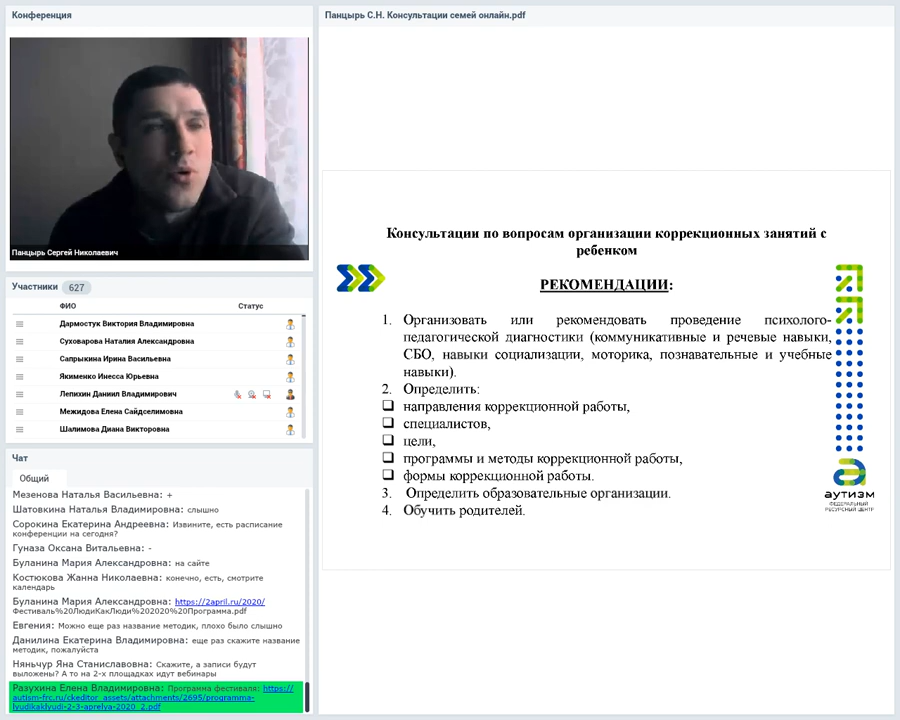 Конференция
Панцырь Сергей Николаевич
Участники 627
ФИО Статус
Дармостук Виктория Владимировна
Суховарова Наталия Александровна
Сапрыкина Ирина Васильевна
Якименко Инесса Юрьевна
Лепихин Даниил Владимирович
Межидова Елена Сайдселимовна
Шалимова Диана Викторовна
Чат
Общий
Мезенова Наталья Васильевна: +
Шатовкина Наталья Владимировна: слышно
Сорокина Екатерина Андреевна: Извините, есть расписание
конференции на сегодня?
Гуназа Оксана Витальевна: -
Буланина Мария Александровна: на сайте
Костюкова Жанна Николаевна: конечно, есть, смотрите
календарь
Буланина Мария Александровна: https://2april.ru/2020/
Фестиваль%20ЛюдиКакЛюди%202020%20Программа.pdf
Евгения: Можно еще раз название методик, плохо было слышно
Данилина Екатерина Владимировна: еще раз скажите название
методик, пожалуйста
Няньчур Яна Станиславовна: Скажите, а записи будут
выложены? А то на 2-х площадках идут вебинары
Разухина Елена Владимировна: Программа фестиваля: https://
autism-frc.ru/ckeditor_assets/attachments/2695/programma-
lyudikaklyudi-2-3-aprelya-2020_2.pdf
Панцырь С.Н. Консультации семей онлайн.pdf
Консультации по вопросам организации коррекционных занятий с
ребенком
РЕКОМЕНДАЦИИ:
1. Организовать или рекомендовать проведение психолого-
педагогической диагностики (коммуникативные и речевые навыки,
СБО, навыки социализации, моторика, познавательные и учебные
навыки).
2. Определить:
направления коррекционной работы,
специалистов,
цели,
программы и методы коррекционной работы,
формы коррекционной работы.
3. Определить образовательные организации.
4. Обучить родителей.
аутизм
ФЕДЕРАЛЬНЫЙ
РЕСУРСНЫЙ ЦЕНТР